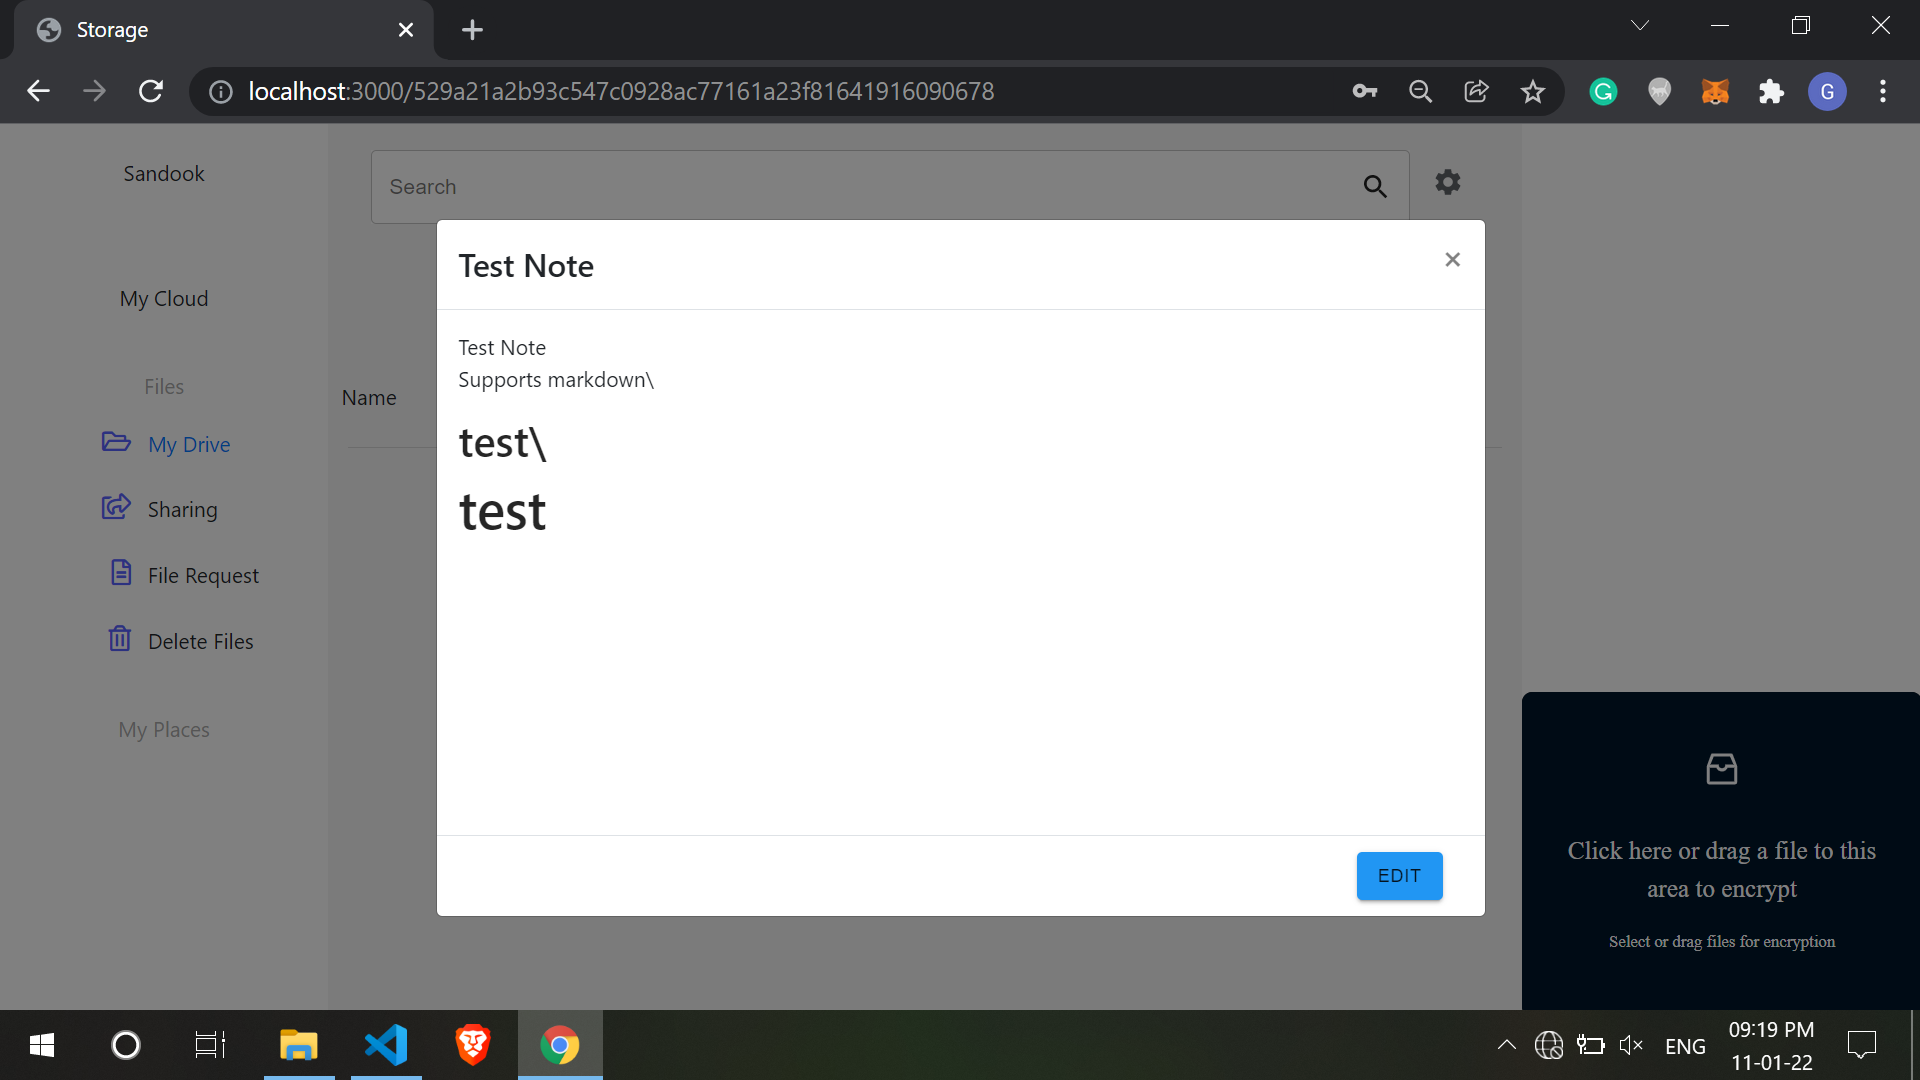 Storage
localhost:3000/529a21a2b93c547c0928ac77161a23f81641916090678
G
Sandook
Search
My Cloud
Files
My Drive
Sharing
File Request
Delete Files
My Places
Name
Test Note
×
Test Note
Supports markdown\
test\
test
EDIT
Click here or drag a file to this
area to encrypt
Select or drag files for encryption
ENG
09:19 PM
11-01-22